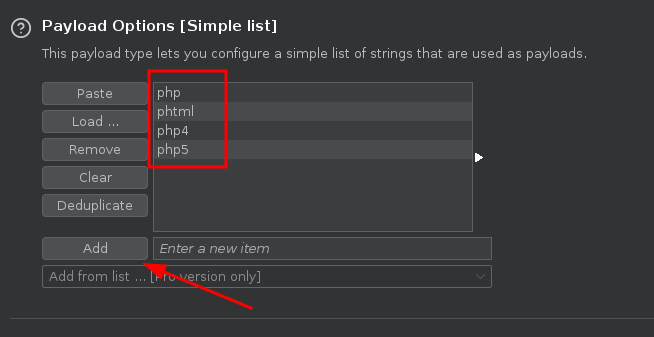 Payload Options [Simple list]
This payload type lets you configure a simple list of strings that are used as payloads.
Paste
Load ...
Remove
Clear
Deduplicate
php
phtml
php4
php5
Add
Enter a new item
Add from list ... [Pro version only]